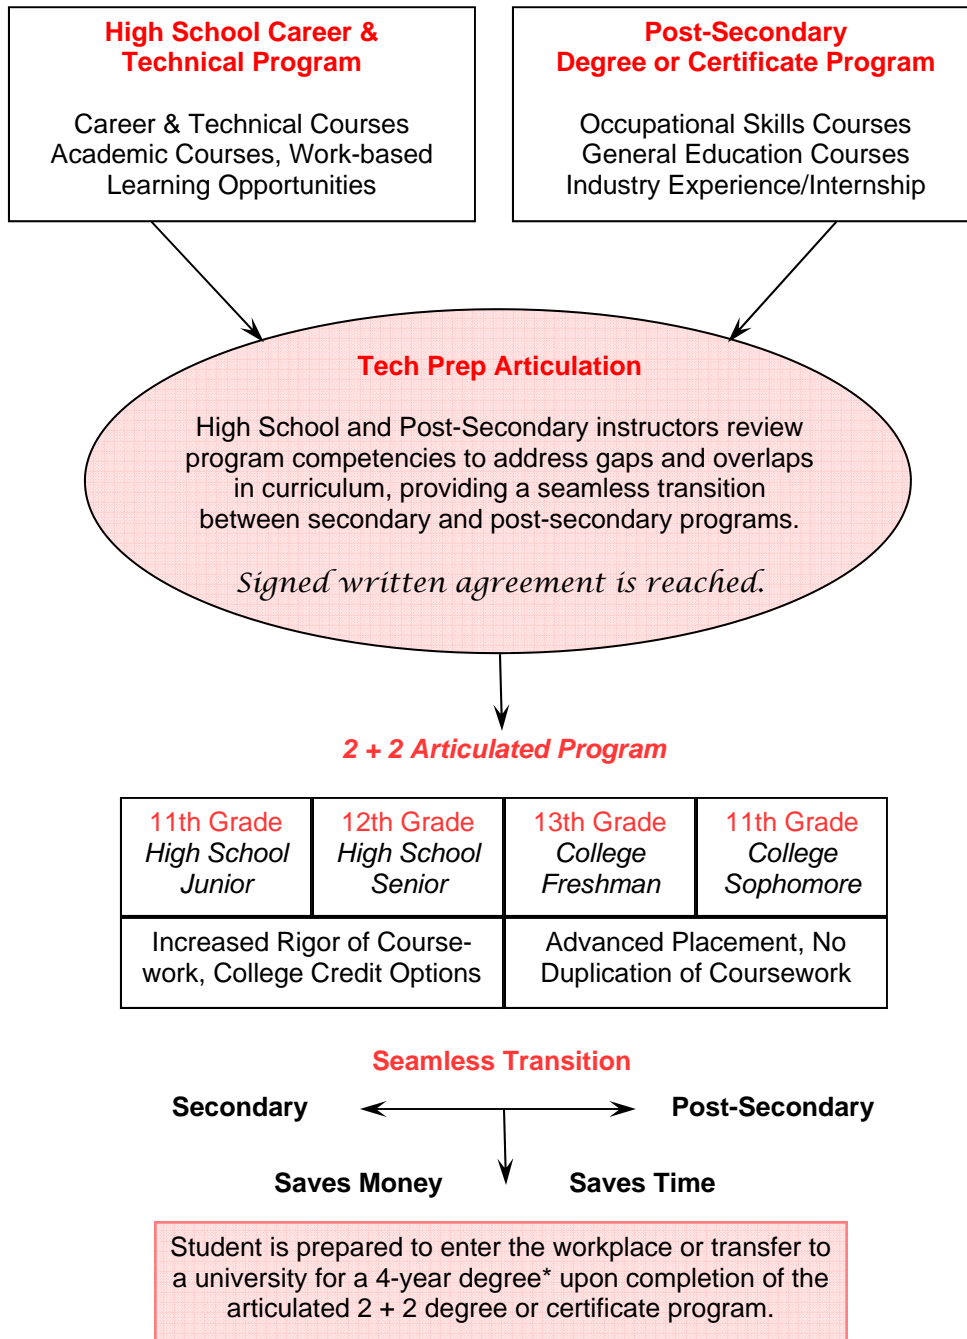 High School Career &
Technical Program
Career & Technical Courses
Academic Courses, Work-based
Learning Opportunities
Post-Secondary
Degree or Certificate Program
Occupational Skills Courses
General Education Courses
Industry Experience/Internship
Tech Prep Articulation
High School and Post-Secondary instructors review
program competencies to address gaps and overlaps
in curriculum, providing a seamless transition
between secondary and post-secondary programs.
Signed written agreement is reached.
2 + 2 Articulated Program
11th Grade
High School
Junior
12th Grade
High School
Senior
13th Grade
College
Freshman
11th Grade
College
Sophomore
Increased Rigor of Course-
work, College Credit Options
Advanced Placement, No
Duplication of Coursework
Seamless Transition
Secondary
Post-Secondary
Saves Money
Saves Time
Student is prepared to enter the workplace or transfer to
a university for a 4-year degree* upon completion of the
articulated 2 + 2 degree or certificate program.